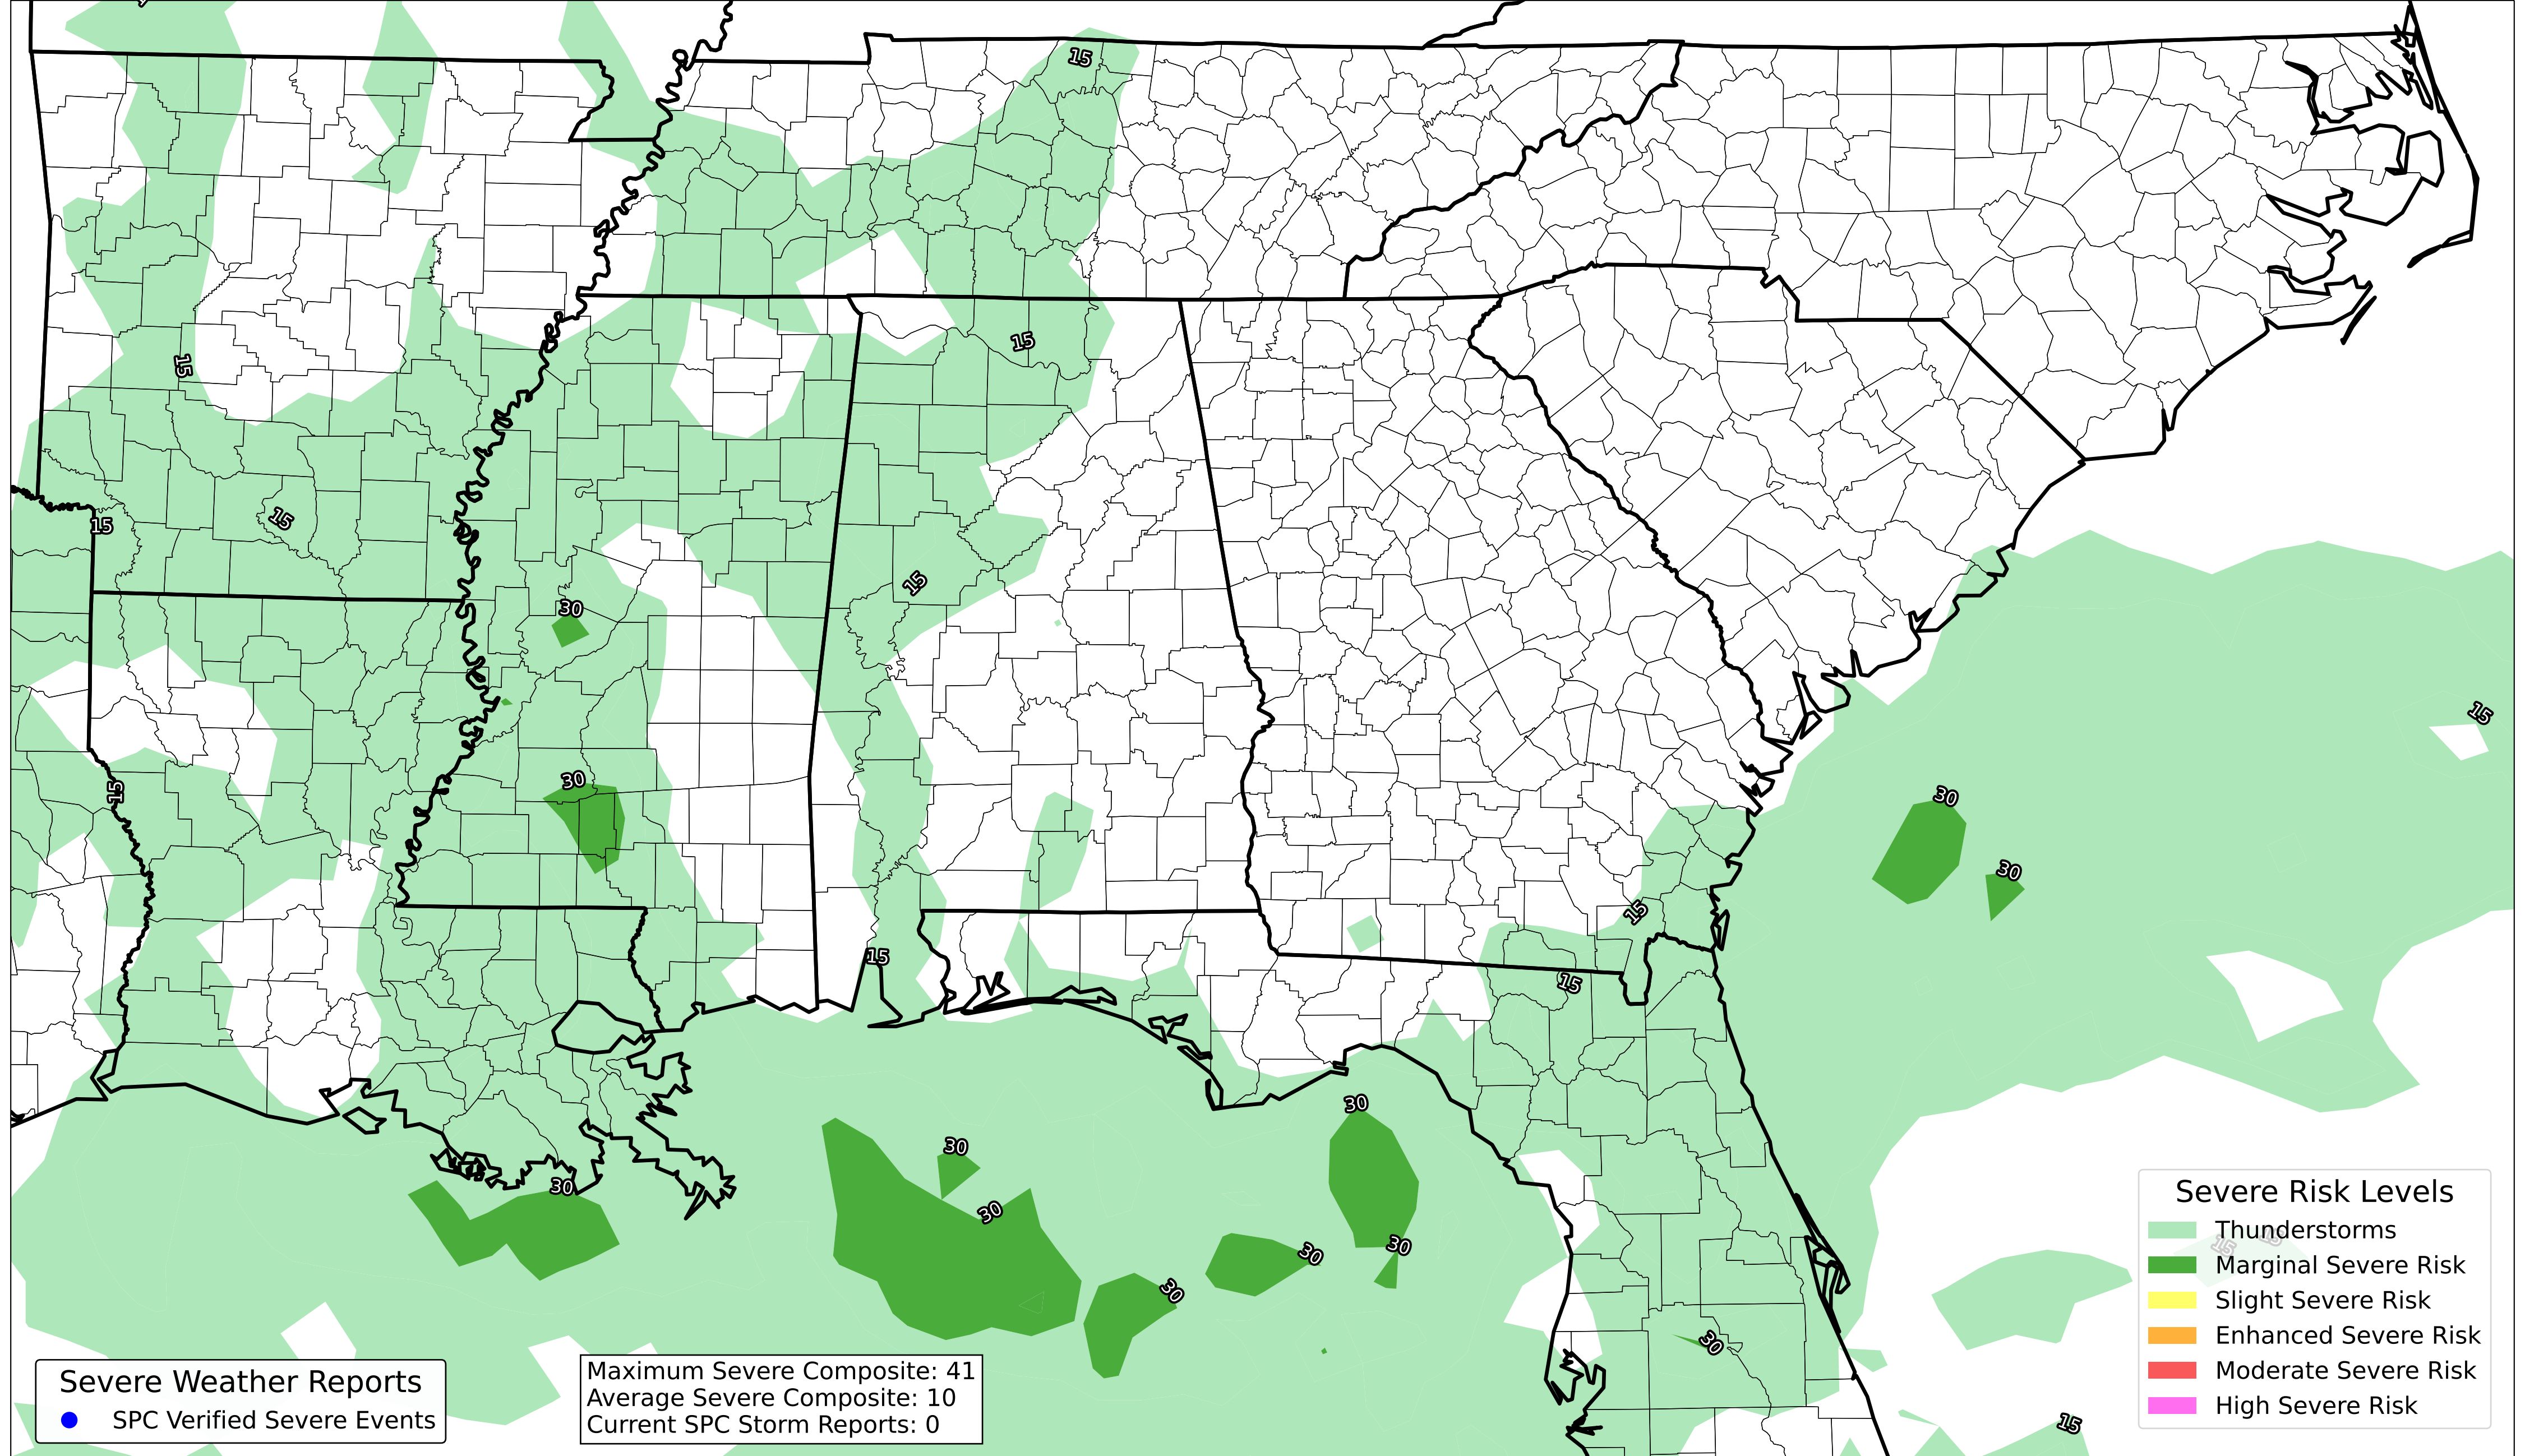 15
15
15
15
15
15
30
15
30
30
15
30
15
15
15
30
30
30
30
30
30
30
30
15
15
15
Severe Risk Levels
Thunderstorms
Marginal Severe Risk
Slight Severe Risk
Enhanced Severe Risk
Moderate Severe Risk
High Severe Risk
Severe Weather Reports
SPC Verified Severe Events
Maximum Severe Composite: 41
Average Severe Composite: 10
Current SPC Storm Reports: 0